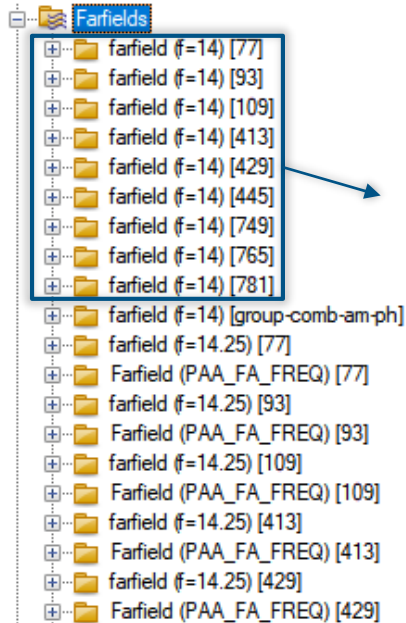 Farfields
farfield (f=14) [77]
farfield (f=14) [93]
farfield (f=14) [109]
farfield (f=14) [413]
farfield (f=14) [429]
farfield (f=14) [445]
farfield (f=14) [749]
farfield (f=14) [765]
farfield (f=14) [781]
farfield (f=14) [group-comb-am-ph]
farfield (f=14.25) [77]
Farfield (PAA_FA_FREQ) [77]
farfield (f=14.25) [93]
Farfield (PAA_FA_FREQ) [93]
farfield (f=14.25) [109]
Farfield (PAA_FA_FREQ) [109]
farfield (f=14.25) [413]
Farfield (PAA_FA_FREQ) [413]
farfield (f=14.25) [429]
Farfield (PAA_FA_FREQ) [429]